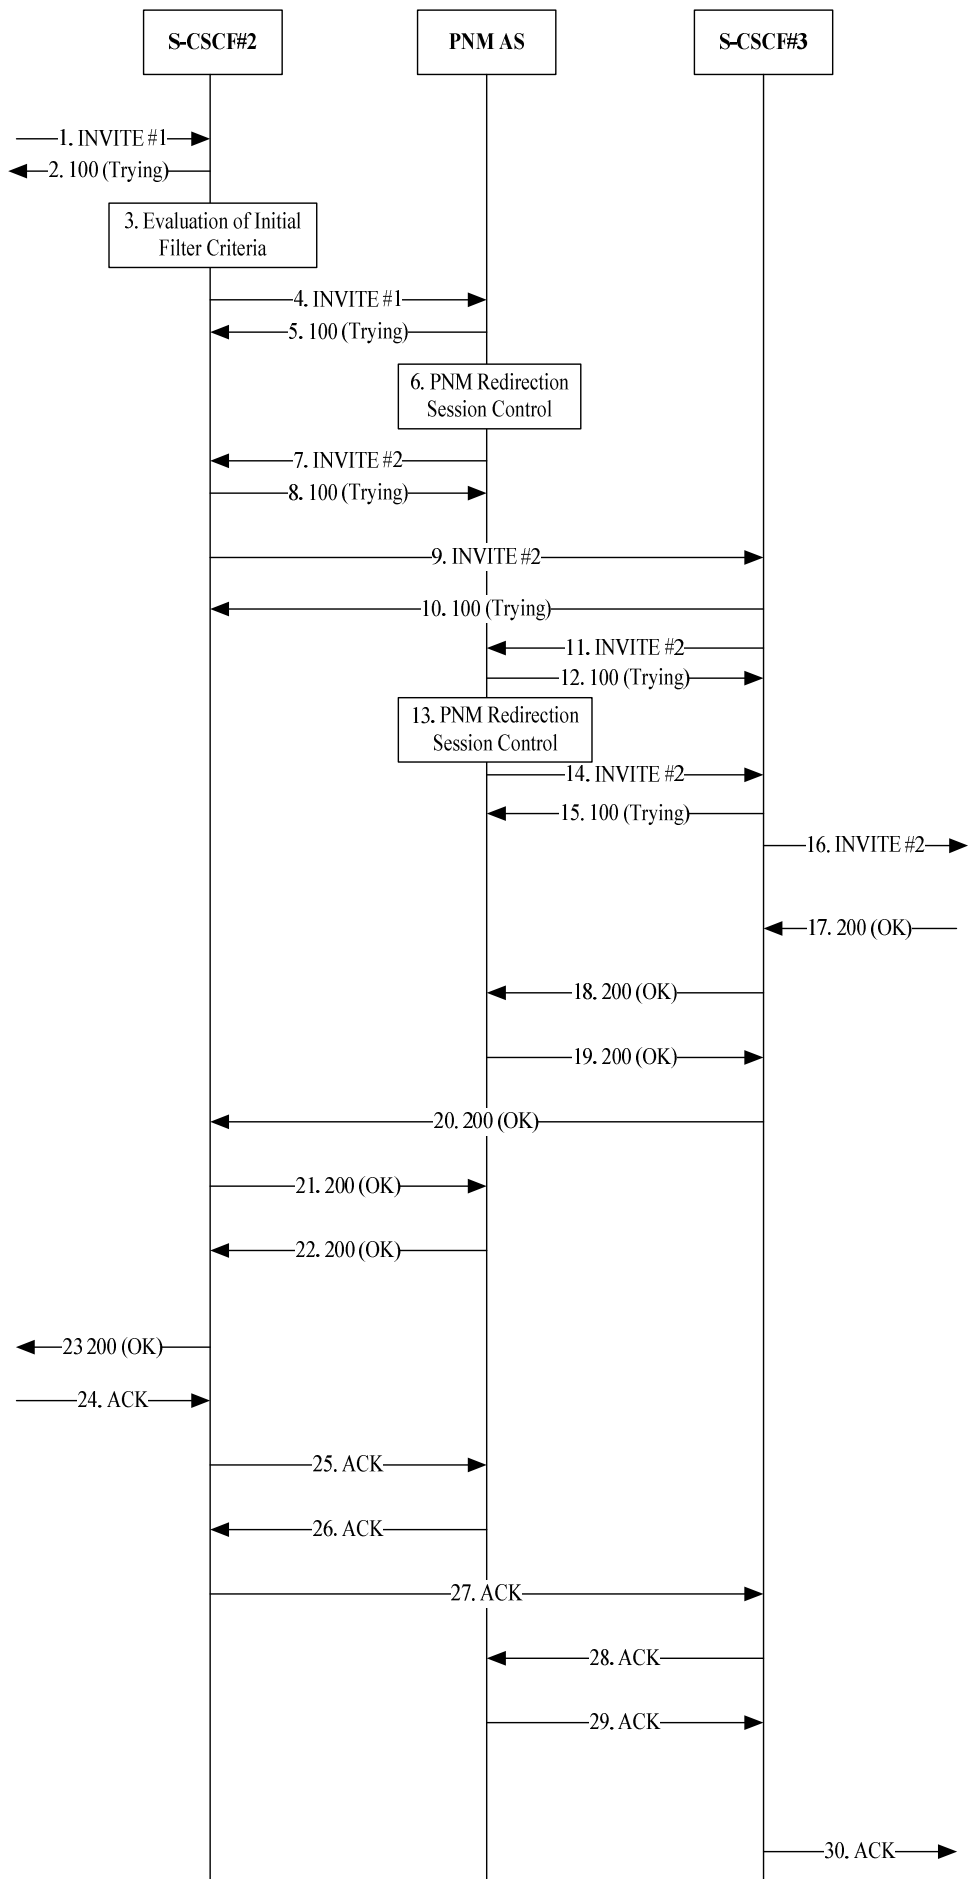 S-CSCF#2
PNM AS
S-CSCF#3
1. INVITE #1
2. 100 (Trying)
3. Evaluation of Initial
Filter Criteria
4. INVITE #1
5. 100 (Trying)
6. PNM Redirection
Session Control
7. INVITE #2
8. 100 (Trying)
9. INVITE #2
10. 100 (Trying)
11. INVITE #2
12. 100 (Trying)
13. PNM Redirection
Session Control
14. INVITE #2
15. 100 (Trying)
16. INVITE #2
17. 200 (OK)
18. 200 (OK)
19. 200 (OK)
20. 200 (OK)
21. 200 (OK)
22. 200 (OK)
23 200 (OK)
24. ACK
25. ACK
26. ACK
27. ACK
28. ACK
29. ACK
30. ACK